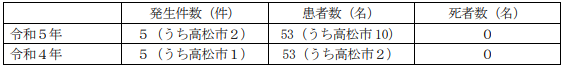 発生件数（件） 患者数（名） 死者数（名）
令和５年 ５（うち高松市２） 53（うち高松市10） ０
令和４年 ５（うち高松市１） 53（うち高松市２） ０